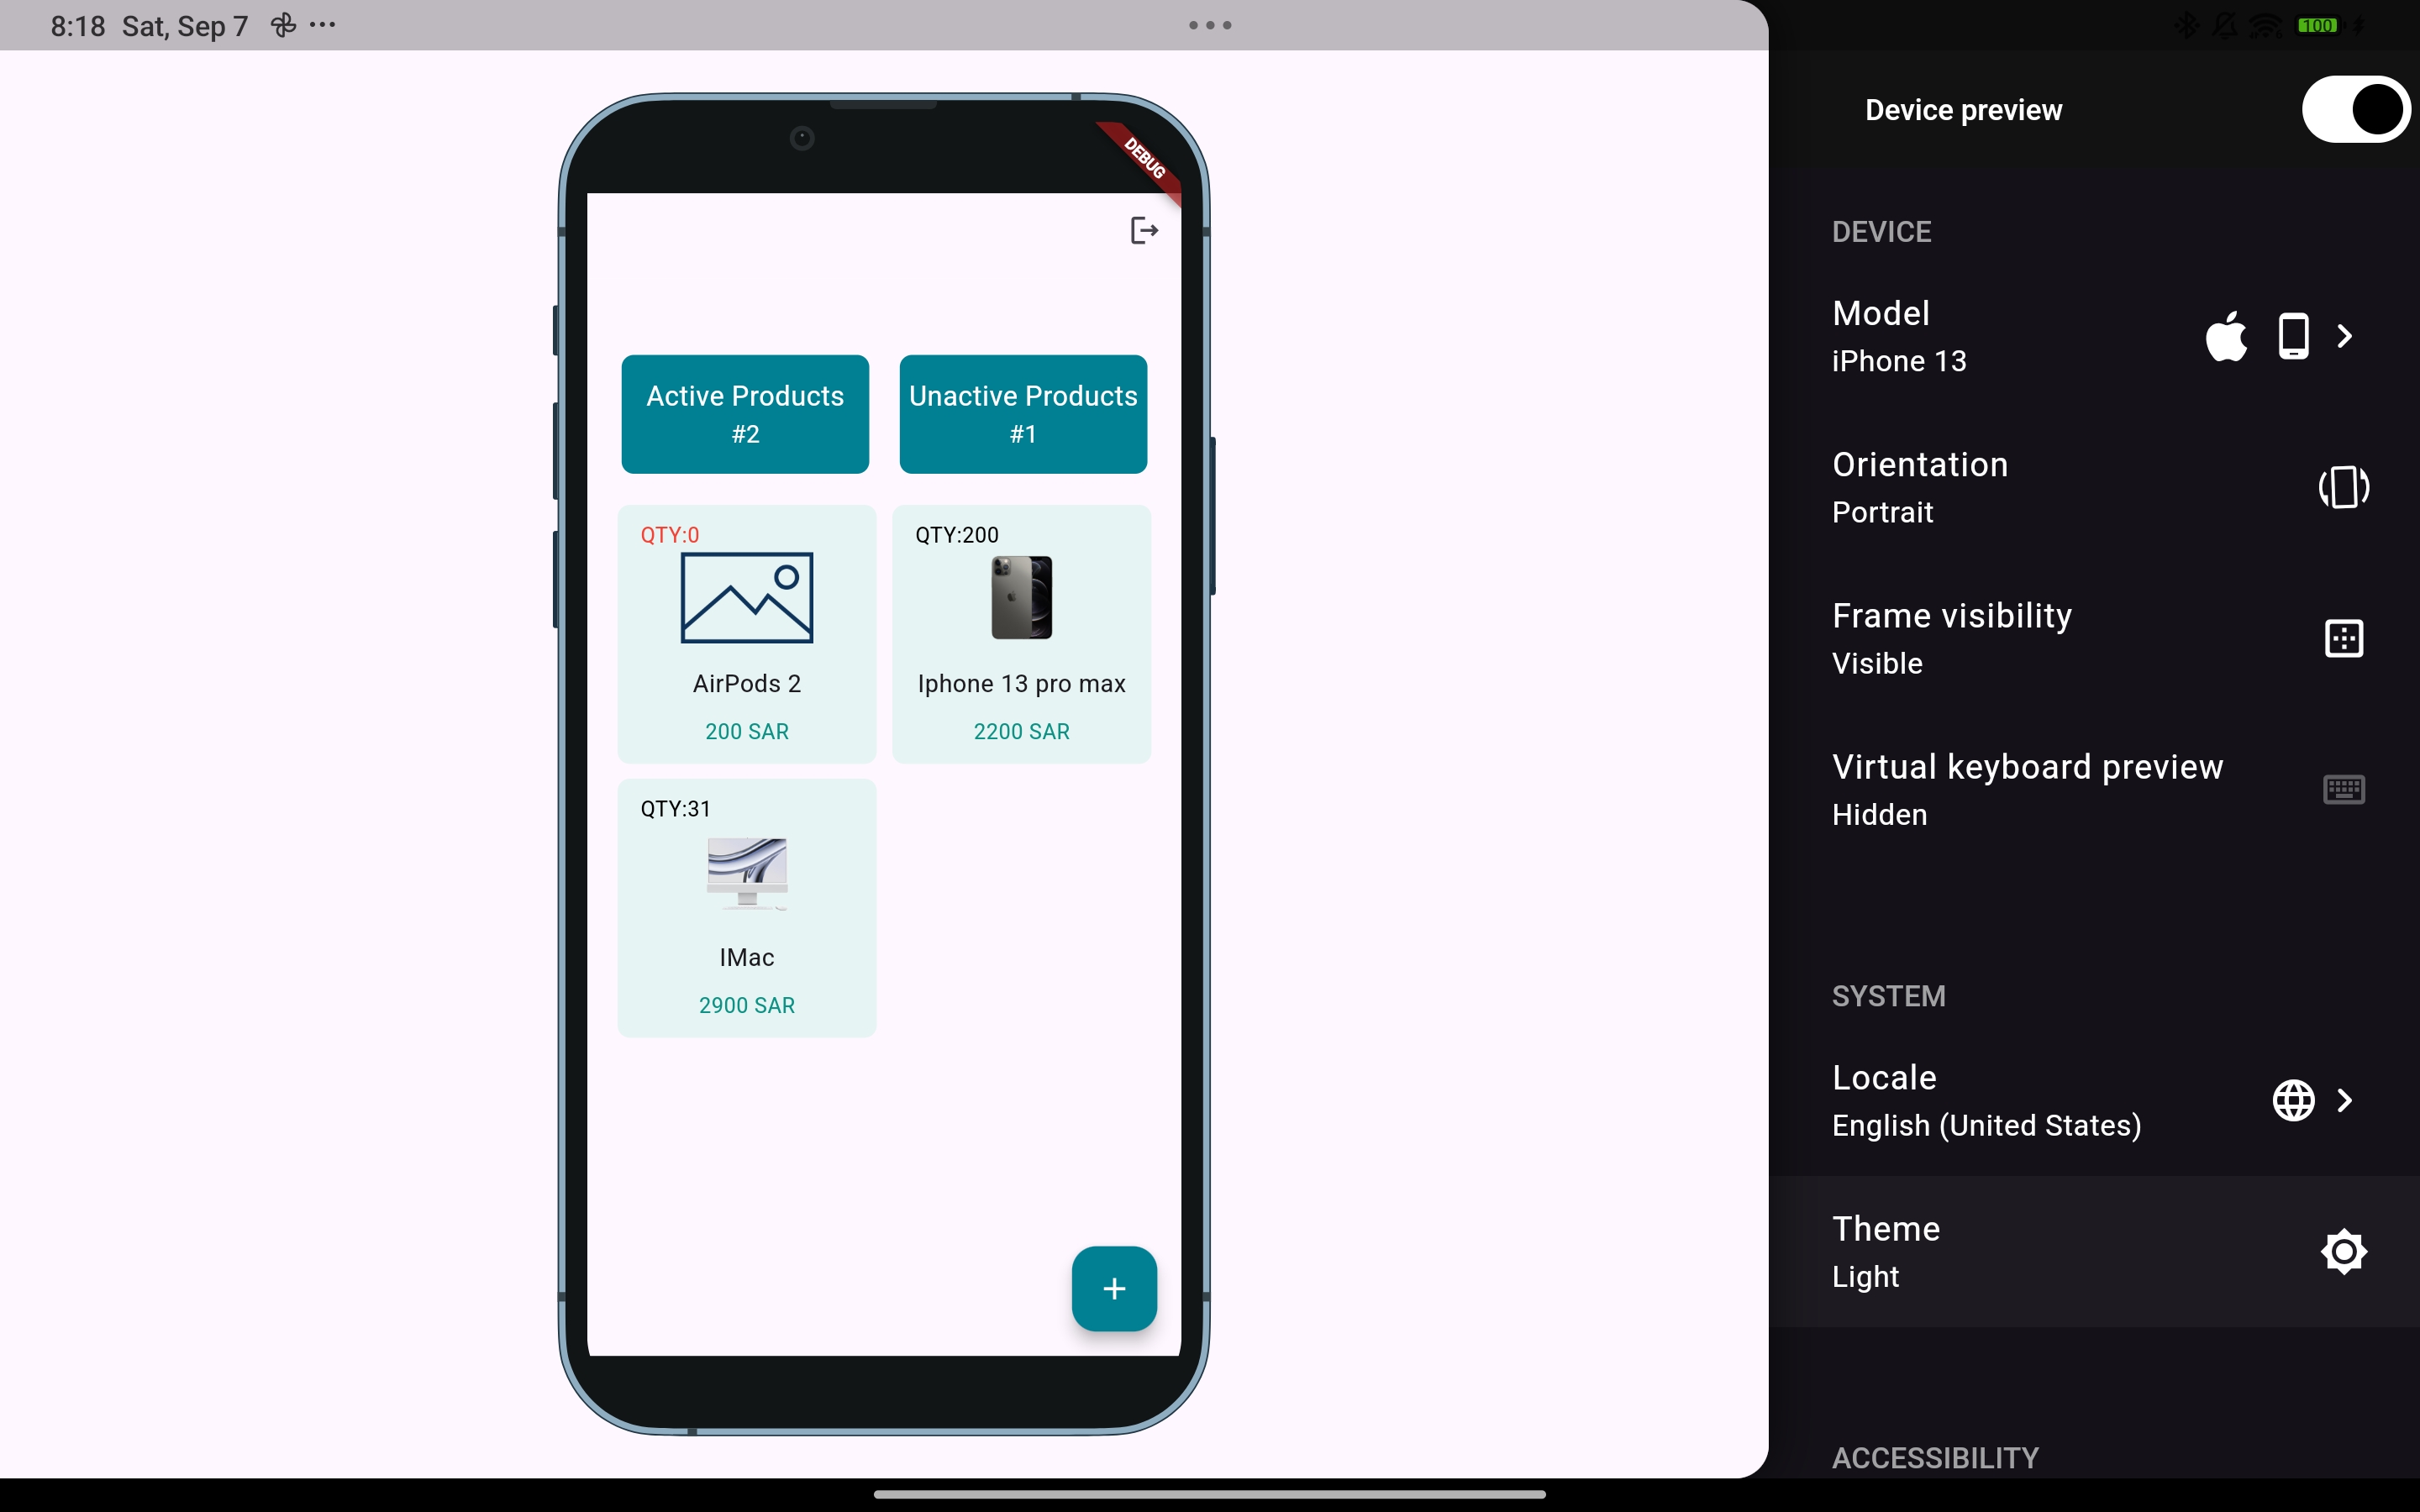 8:18 Sat, Sep 7
100
DEBUG
Active Products
#2
Unactive Products
#1
QTY:0
AirPods 2
200 SAR
QTY:200
Iphone 13 pro max
2200 SAR
QTY:31
IMac
2900 SAR
Device preview
DEVICE
Model
iPhone 13
Orientation
Portrait
Frame visibility
Visible
Virtual keyboard preview
Hidden
SYSTEM
Locale
English (United States)
Theme
Light
ACCESSIBILITY